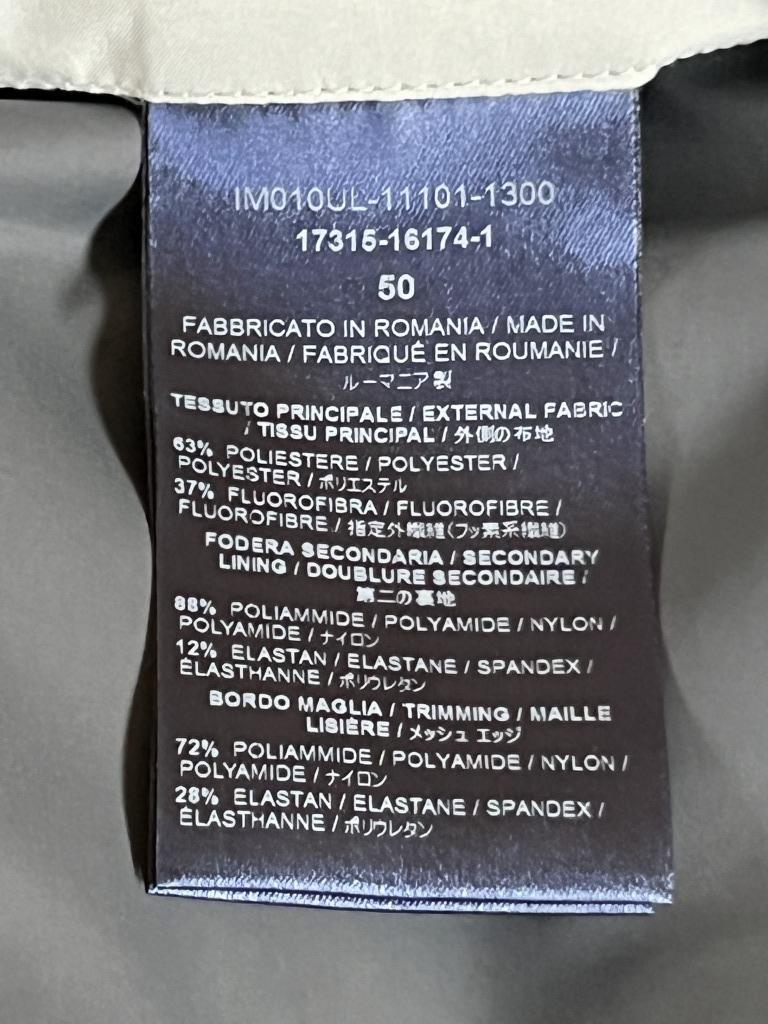 IM010UL-11101-1300
17315-16174-1
50
FABBRICATO IN ROMANIA / MADE IN
ROMANIA / FABRIQUÉ EN ROUMANIE /
ルーマニア製
TESSUTO PRINCIPALE / EXTERNAL FABRIC
/ TISSU PRINCIPAL / 外側の布地
63% POLIESTERE / POLYESTER /
POLYESTER / ポリエステル
37% FLUOROFIBRA / FLUOROFIBRE /
FLUOROFIBRE / 指定外繊維(フッ素系繊維)
FODERA SECONDARIA / SECONDARY
LINING / DOUBLURE SECONDAIRE /
第二の裏地
88% POLIAMMIDE / POLYAMIDE / NYLON /
POLYAMIDE / ナイロン
12% ELASTAN / ELASTANE / SPANDEX /
ÉLASTHANNE / ポリウレタン
BORDO MAGLIA / TRIMMING / MAILLE
LISIÈRE / メッシュ エッジ
72% POLIAMMIDE / POLYAMIDE / NYLON /
POLYAMIDE / ナイロン
28% ELASTAN / ELASTANE / SPANDEX /
ÉLASTHANNE / ポリウレタン